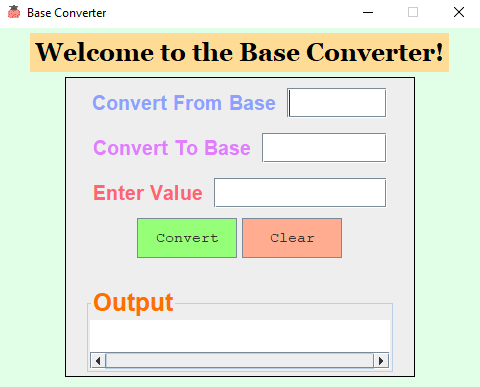 Base Converter
Welcome to the Base Converter!
Convert From Base
Convert To Base
Enter Value
Convert Clear
Output